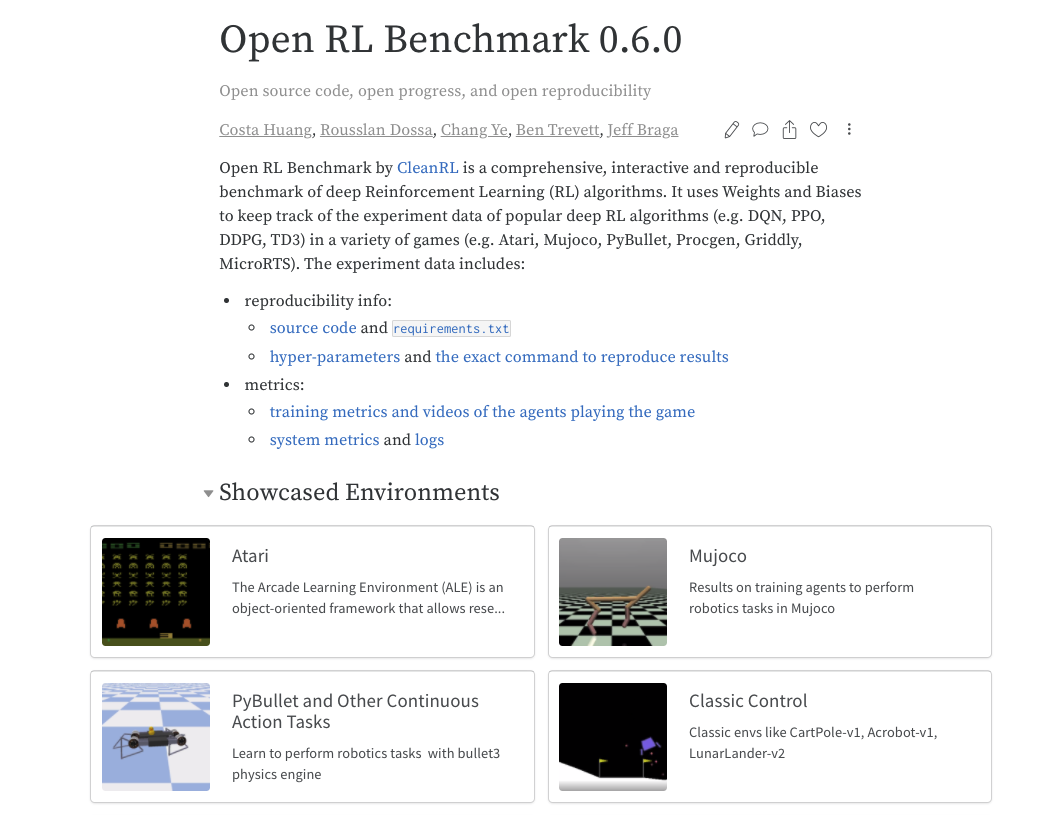 Open RL Benchmark 0.6.0
Open source code, open progress, and open reproducibility
Costa Huang, Rousslan Dossa, Chang Ye, Ben Trevett, Jeff Braga
Open RL Benchmark by CleanRL is a comprehensive, interactive and reproducible
benchmark of deep Reinforcement Learning (RL) algorithms. It uses Weights and Biases
to keep track of the experiment data of popular deep RL algorithms (e.g. DQN, PPO,
DDPG, TD3) in a variety of games (e.g. Atari, Mujoco, PyBullet, Procgen, Griddly,
MicroRTS). The experiment data includes:
• reproducibility info:
◦ source code and requirements.txt
◦ hyper-parameters and the exact command to reproduce results
• metrics:
◦ training metrics and videos of the agents playing the game
◦ system metrics and logs
Showcased Environments
Atari
The Arcade Learning Environment (ALE) is an
object-oriented framework that allows rese...
Mujoco
Results on training agents to perform
robotics tasks in Mujoco
PyBullet and Other Continuous
Action Tasks
Learn to perform robotics tasks with bullet3
physics engine
Classic Control
Classic envs like CartPole-v1, Acrobot-v1,
LunarLander-v2